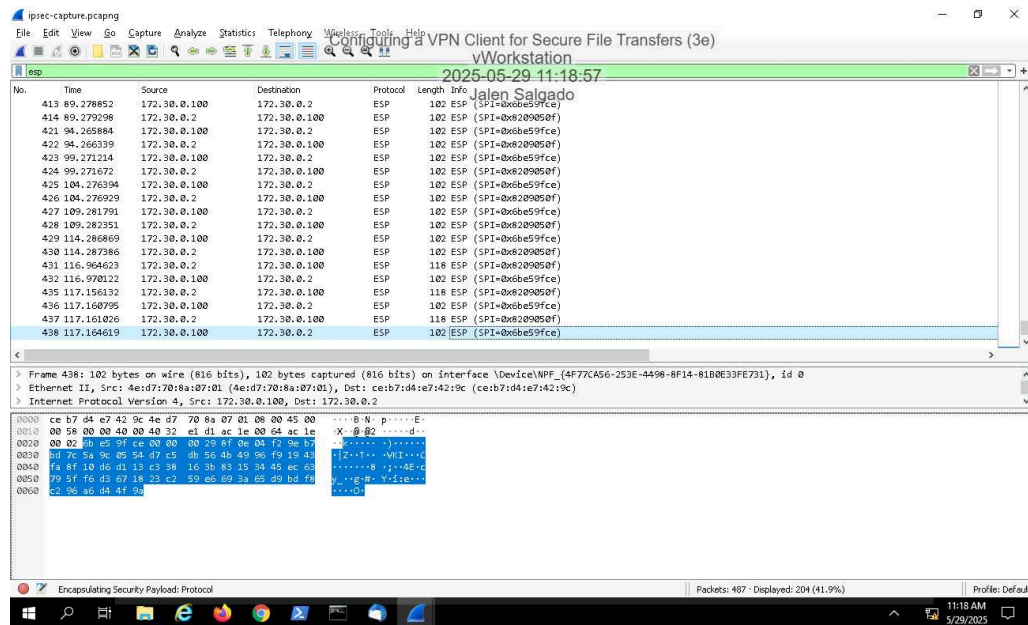 ipsec-capture.pcapng
File Edit View Go Capture Analyze Statistics Telephony Wireless Tools Help
Configuring a VPN Client for Secure File Transfers (3e)
vWorkstation
2025-05-29 11:18:57
Jalen Salgado
esp
No. Time Source Destination Protocol Length Info
413 89.278852 172.30.0.100 172.30.0.2 ESP 102 ESP (SPI=0x6be59fce)
414 89.279298 172.30.0.2 172.30.0.100 ESP 102 ESP (SPI=0x8209050f)
421 94.265884 172.30.0.100 172.30.0.2 ESP 102 ESP (SPI=0x6be59fce)
422 94.266339 172.30.0.2 172.30.0.100 ESP 102 ESP (SPI=0x8209050f)
423 99.271214 172.30.0.100 172.30.0.2 ESP 102 ESP (SPI=0x6be59fce)
424 99.271672 172.30.0.2 172.30.0.100 ESP 102 ESP (SPI=0x8209050f)
425 104.276394 172.30.0.100 172.30.0.2 ESP 102 ESP (SPI=0x6be59fce)
426 104.276929 172.30.0.2 172.30.0.100 ESP 102 ESP (SPI=0x8209050f)
427 109.281791 172.30.0.100 172.30.0.2 ESP 102 ESP (SPI=0x6be59fce)
428 109.282351 172.30.0.2 172.30.0.100 ESP 102 ESP (SPI=0x8209050f)
429 114.286869 172.30.0.100 172.30.0.2 ESP 102 ESP (SPI=0x6be59fce)
430 114.287386 172.30.0.2 172.30.0.100 ESP 102 ESP (SPI=0x8209050f)
431 116.964623 172.30.0.2 172.30.0.100 ESP 118 ESP (SPI=0x8209050f)
432 116.970122 172.30.0.100 172.30.0.2 ESP 102 ESP (SPI=0x6be59fce)
435 117.156132 172.30.0.2 172.30.0.100 ESP 118 ESP (SPI=0x8209050f)
436 117.160795 172.30.0.100 172.30.0.2 ESP 102 ESP (SPI=0x6be59fce)
437 117.161026 172.30.0.2 172.30.0.100 ESP 118 ESP (SPI=0x8209050f)
438 117.164619 172.30.0.100 172.30.0.2 ESP 102 ESP (SPI=0x6be59fce)
> Frame 438: 102 bytes on wire (816 bits), 102 bytes captured (816 bits) on interface \Device\NPF_{4F77CA56-253E-4498-8F14-81B0E33FE731}, id 0
> Ethernet II, Src: 4e:d7:70:8a:07:01 (4e:d7:70:8a:07:01), Dst: ce:b7:d4:e7:42:9c (ce:b7:d4:e7:42:9c)
> Internet Protocol Version 4, Src: 172.30.0.100, Dst: 172.30.0.2
0000 ce b7 d4 e7 42 9c 4e d7 70 8a 07 01 08 00 45 00 ····B·N· p·····E·
0010 00 58 00 00 40 00 40 32 e1 d1 ac 1e 00 64 ac 1e ·X··@·@2 ·····d··
0020 00 02 6b e5 9f ce 00 00 00 29 8f 0e 04 f2 9e b7 ··k····· ·)······
0030 bd 7c 5a 9c 05 54 d7 c5 db 56 4b 49 96 f9 19 43 ·|Z··T·· ·VKI···C
0040 fa 8f 10 d6 d1 13 c3 38 16 3b 83 15 34 45 ec 63 ·······8 ·;··4E·c
0050 79 5f f6 d3 67 18 23 c2 59 e6 69 3a 65 d9 bd f8 y_··g·#· Y·i:e···
0060 c2 96 a6 d4 4f 9a ····O·
Encapsulating Security Payload: Protocol Packets: 487 · Displayed: 204 (41.9%) Profile: Defaul
11:18 AM
5/29/2025